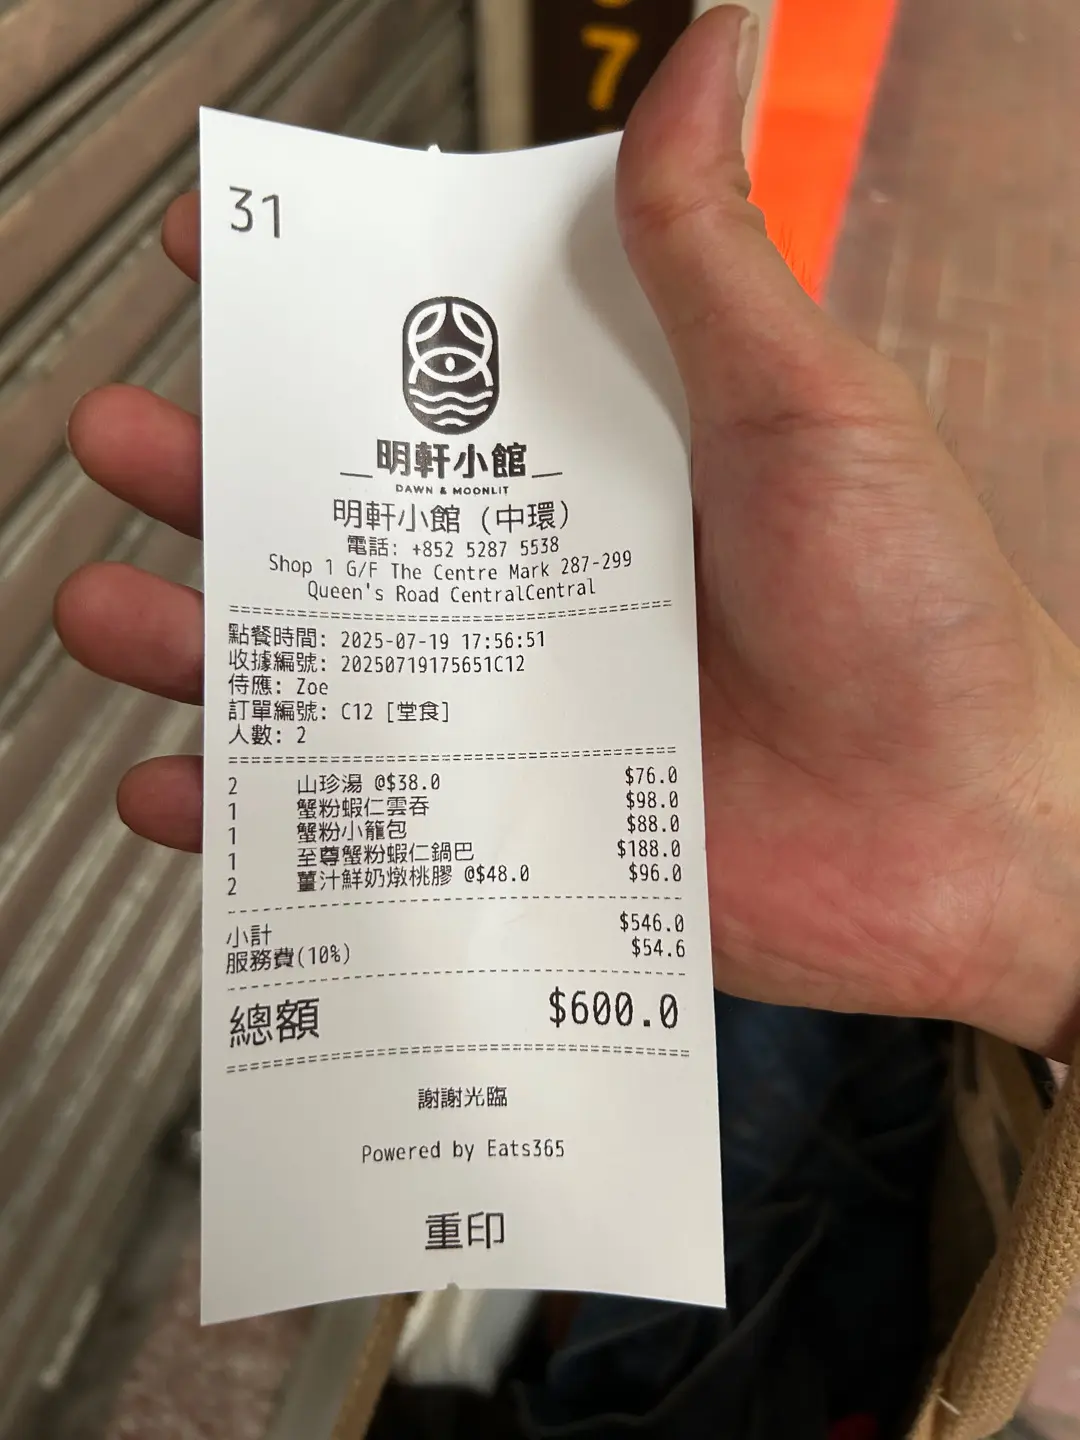 7
31
明軒小館
DAWN & MOONLIT
明軒小館 (中環)
電話: +852 5287 5538
Shop 1 G/F The Centre Mark 287-299
Queen's Road CentralCentral
點餐時間: 2025-07-19 17:56:51
收據編號: 20250719175651C12
侍應: Zoe
訂單編號: C12 [堂食]
人數: 2
2 山珍湯 @$38.0 $76.0
1 蟹粉蝦仁雲吞 $98.0
1 蟹粉小籠包 $88.0
1 至尊蟹粉蝦仁鍋巴 $188.0
2 薑汁鮮奶燉桃膠 @$48.0 $96.0
小計 $546.0
服務費(10%) $54.6
總額 $600.0
謝謝光臨
Powered by Eats365
重印